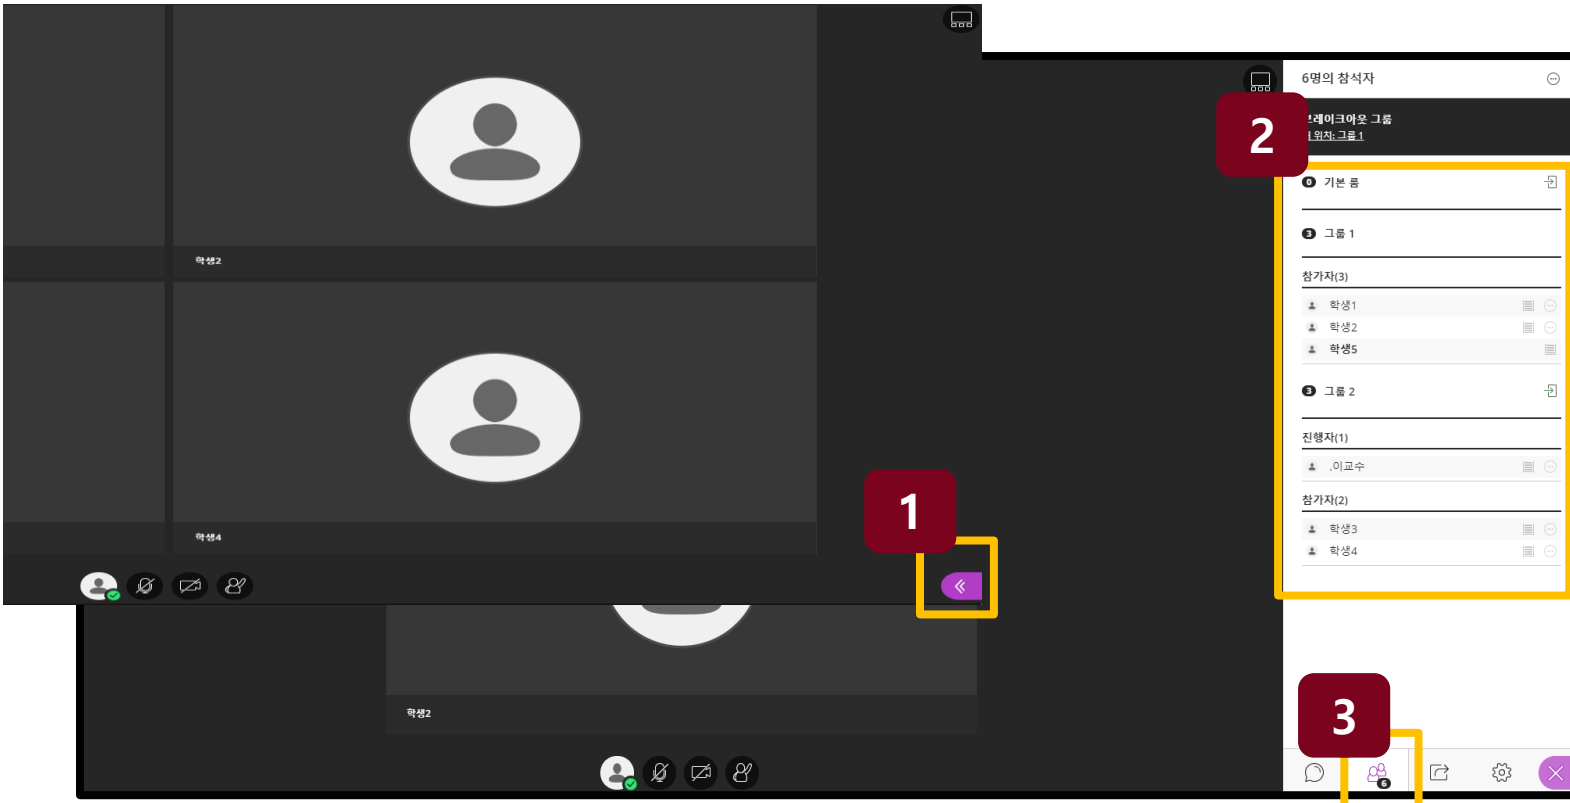 학생2
학생4
1
학생2
2
6명의 참석자
브레이크아웃 그룹
위치: 그룹 1
0 기본 룸
3 그룹 1
참가자(3)
학생1
학생2
학생5
3 그룹 2
진행자(1)
.이교수
참가자(2)
학생3
학생4
3
6